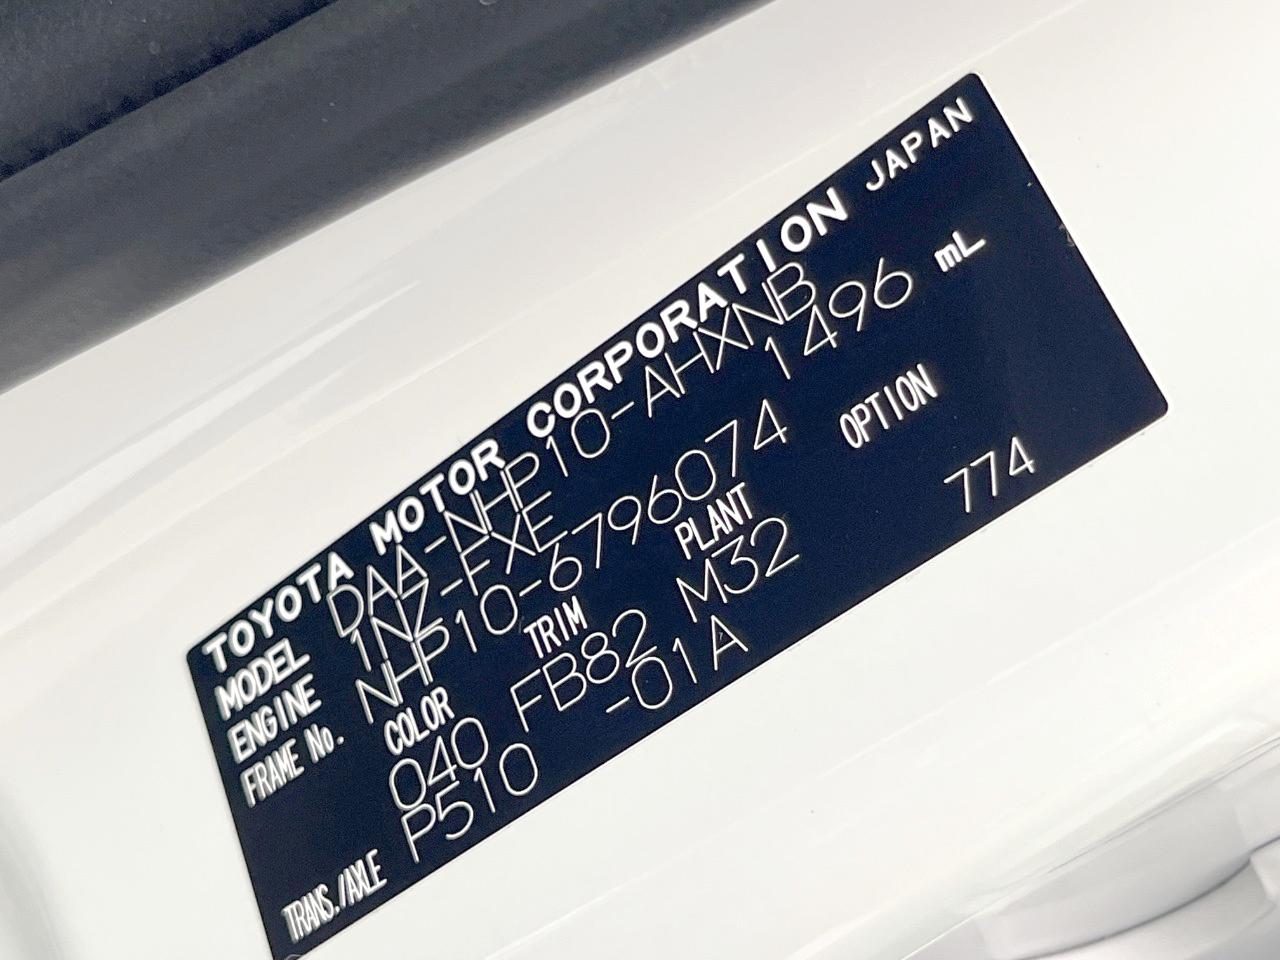 TOYOTA MOTOR CORPORATION JAPAN
MODEL DAA-NHP10-AHXNB
ENGINE 1NZ-FXE 1496 mL
FRAME No. NHP10-6796074
COLOR TRIM PLANT OPTION
040 FB82 M32 774
TRANS./AXLE P510 -01A